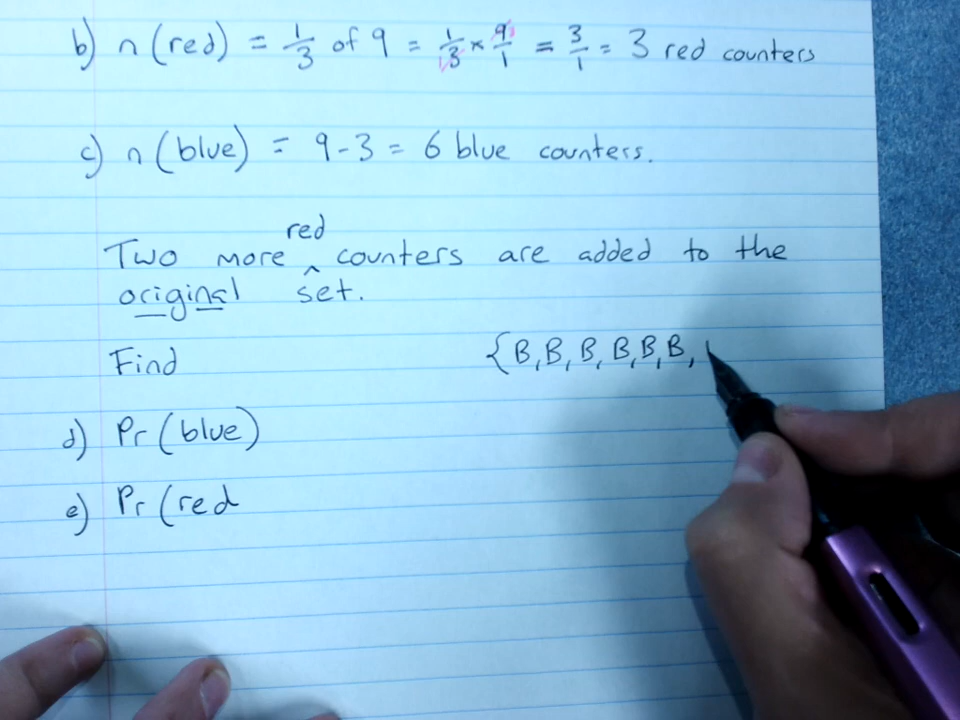 b) n(red) = 1/3 of 9 = 1/3 × 9/1 = 3/1 = 3 red counters
c) n(blue) = 9-3 = 6 blue counters.
red
Two more ^ counters are added to the
original set.
Find {B, B, B, B, B, B,
d) Pr(blue)
e) Pr(red